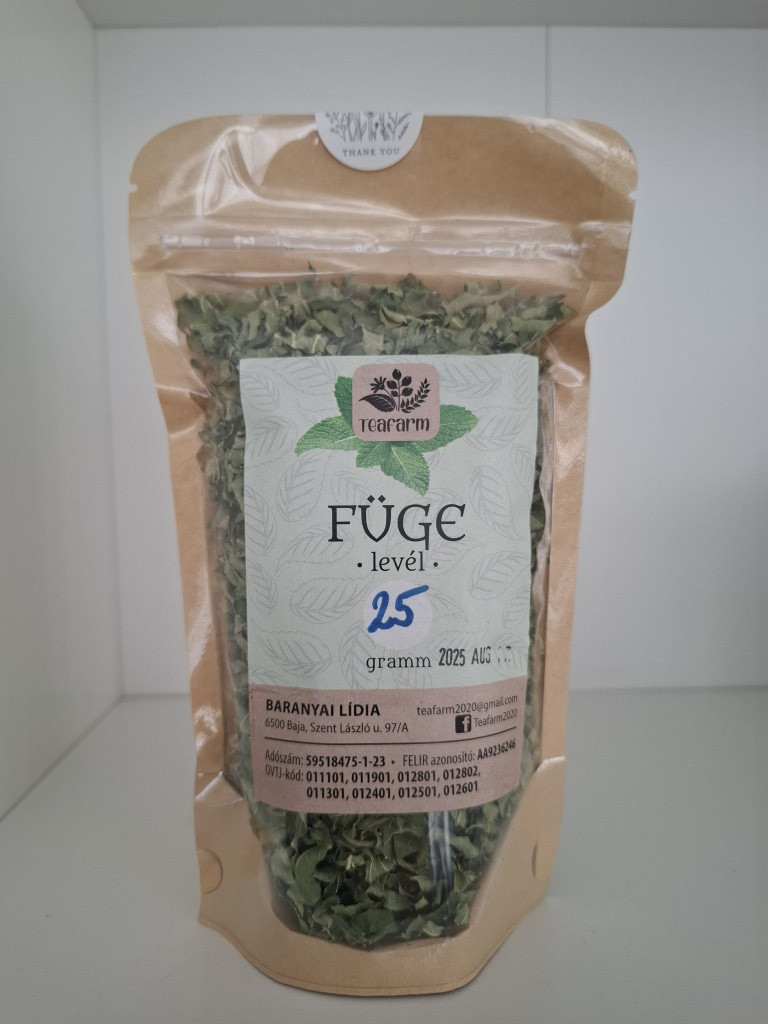 THANK YOU
Teafarm
FÜGE
• levél •
25
gramm 2025 AUG
BARANYAI LÍDIA
6500 Baja, Szent László u. 97/A
teafarm2020@gmail.com
Teafarm2020
Adószám: 59518475-1-23 • FELIR azonosító: AA9236246
ÖVTJ-kód: 011101, 011901, 012801, 012802,
011301, 012401, 012501, 012601